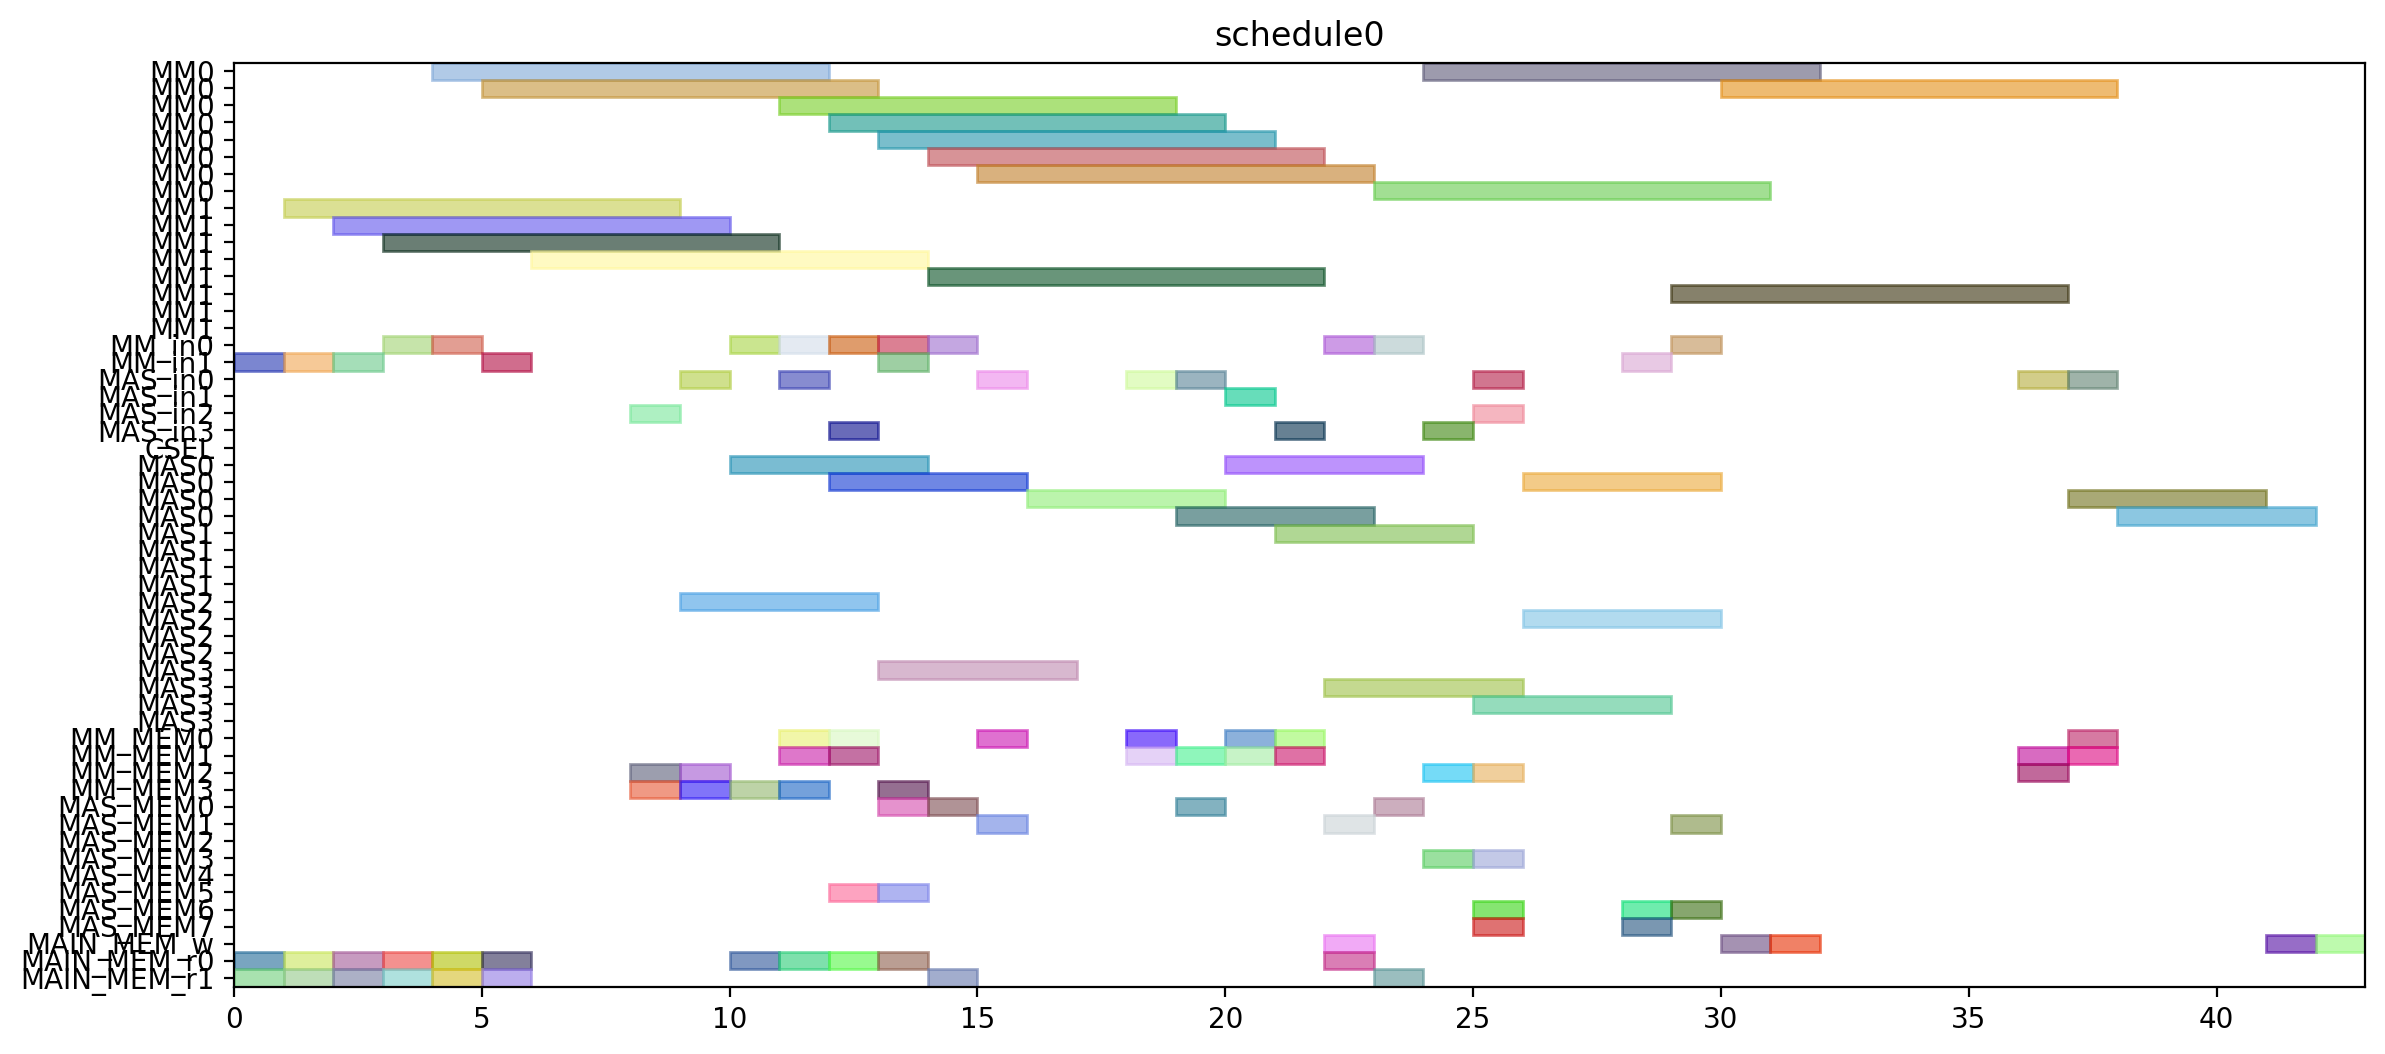 schedule0
MM0
MM0
MM0
MM0
MM0
MM0
MM0
MM0
MM1
MM1
MM1
MM1
MM1
MM1
MM1
MM1
MM_in0
MM_in1
MAS_in0
MAS_in1
MAS_in2
MAS_in3
CSEL
MAS0
MAS0
MAS0
MAS0
MAS1
MAS1
MAS1
MAS1
MAS2
MAS2
MAS2
MAS2
MAS3
MAS3
MAS3
MAS3
MM_MEM0
MM_MEM1
MM_MEM2
MM_MEM3
MAS_MEM0
MAS_MEM1
MAS_MEM2
MAS_MEM3
MAS_MEM4
MAS_MEM5
MAS_MEM6
MAS_MEM7
MAIN_MEM_w
MAIN_MEM_r0
MAIN_MEM_r1
0 5 10 15 20 25 30 35 40